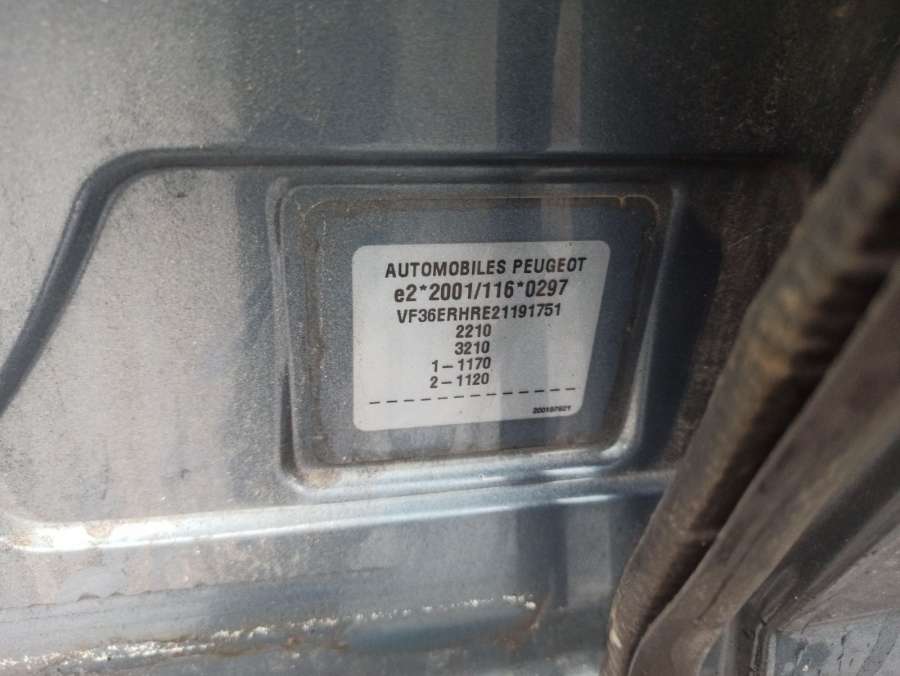 AUTOMOBILES PEUGEOT
e2*2001/116*0297
VF36ERHRE21191751
2210
3210
1-1170
2-1120